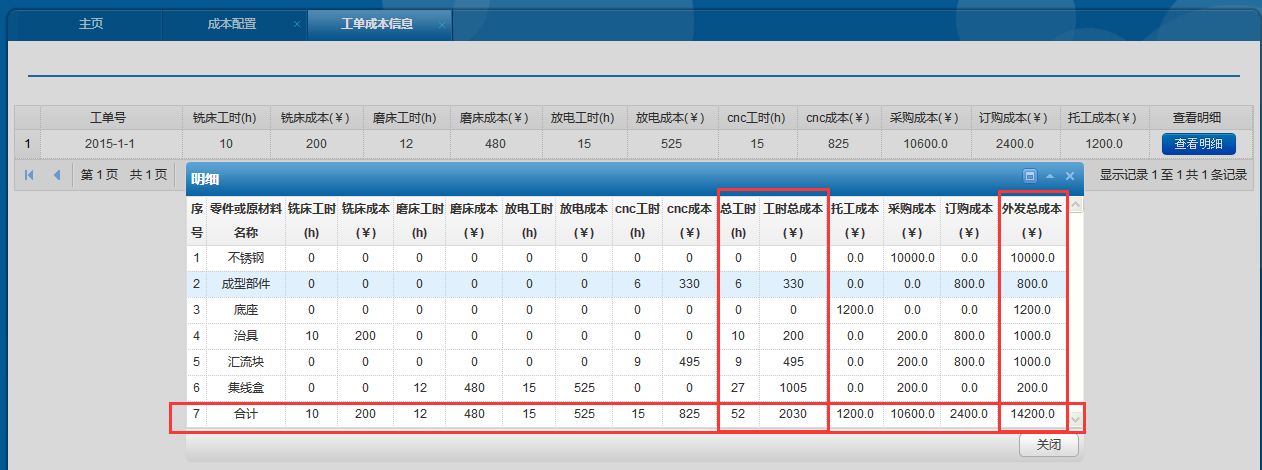 主页 成本配置 工单成本信息
工单号 铣床工时(h) 铣床成本(￥) 磨床工时(h) 磨床成本(￥) 放电工时(h) 放电成本(￥) cnc工时(h) cnc成本(￥) 采购成本(￥) 订购成本(￥) 托工成本(￥) 查看明细
1 2015-1-1 10 200 12 480 15 525 15 825 10600.0 2400.0 1200.0 查看明细
第 1 页 共 1 页 显示记录 1 至 1 共 1 条记录
明细
序 零件或原材料 铣床工时 铣床成本 磨床工时 磨床成本 放电工时 放电成本 cnc工时 cnc成本 总工时 工时总成本 托工成本 采购成本 订购成本 外发总成本
号 名称 (h) (￥) (h) (￥) (h) (￥) (h) (￥) (h) (￥) (￥) (￥) (￥) (￥)
1 不锈钢 0 0 0 0 0 0 0 0 0 0 0.0 10000.0 0.0 10000.0
2 成型部件 0 0 0 0 0 0 6 330 6 330 0.0 0.0 800.0 800.0
3 底座 0 0 0 0 0 0 0 0 0 0 1200.0 0.0 0.0 1200.0
4 治具 10 200 0 0 0 0 0 0 10 200 0.0 200.0 800.0 1000.0
5 汇流块 0 0 0 0 0 0 9 495 9 495 0.0 200.0 800.0 1000.0
6 集线盒 0 0 12 480 15 525 0 0 27 1005 0.0 200.0 0.0 200.0
7 合计 10 200 12 480 15 525 15 825 52 2030 1200.0 10600.0 2400.0 14200.0
关闭